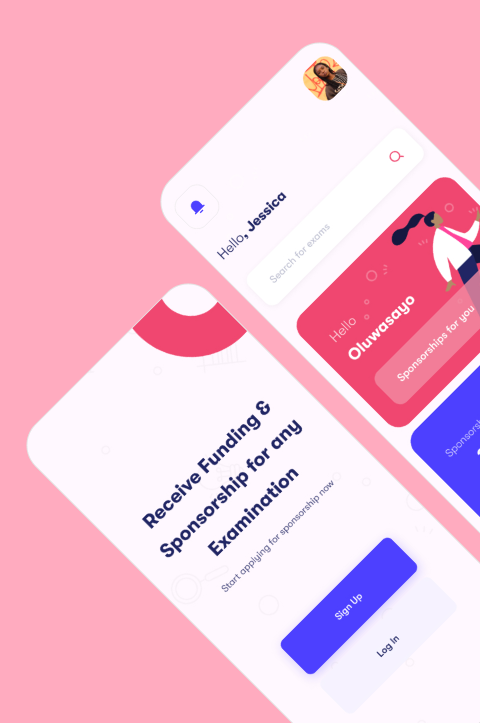 Hello, Jessica
Search for exams
Hello
Oluwasayo
Sponsorships for you
Receive Funding &
Sponsorship for any
Examination
Start applying for sponsorship now
Sign Up
Log In